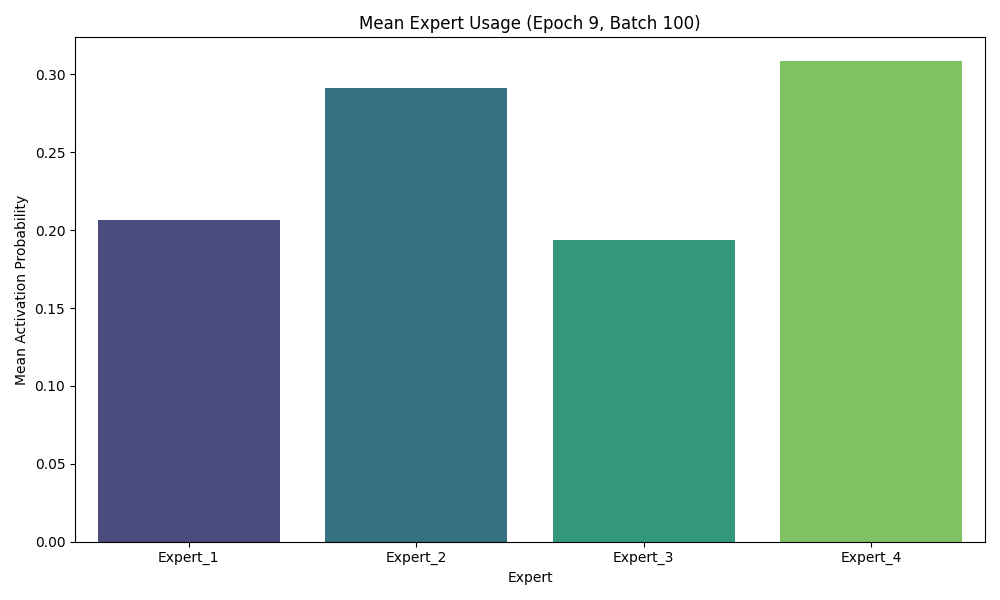 Mean Expert Usage (Epoch 9, Batch 100)
Mean Activation Probability
0.30
0.25
0.20
0.15
0.10
0.05
0.00
Expert_1
Expert_2
Expert_3
Expert_4
Expert